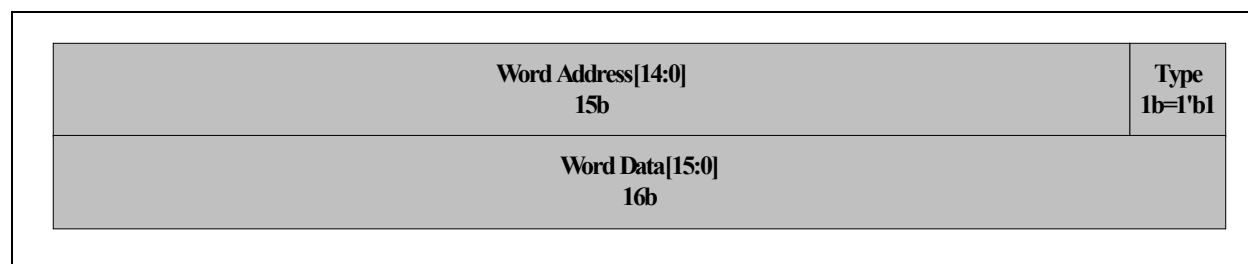 Word Address[14:0]
15b
Type
1b=1'b1
Word Data[15:0]
16b